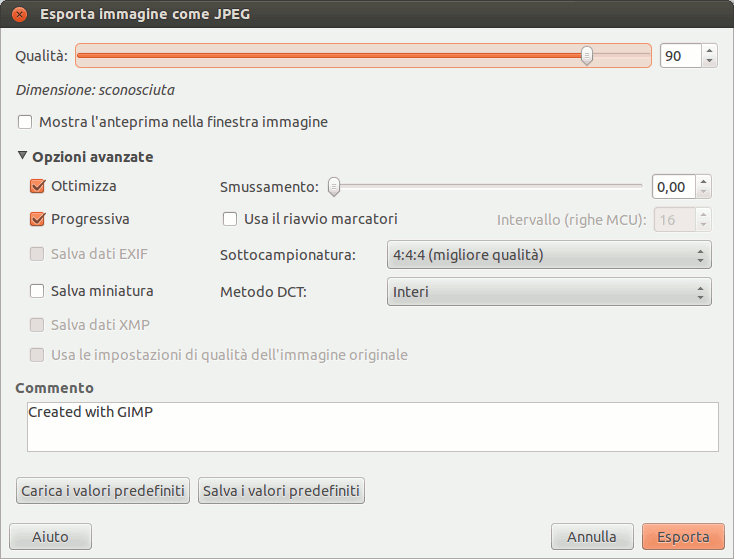 Esporta immagine come JPEG
Qualità: 90
Dimensione: sconosciuta
Mostra l'anteprima nella finestra immagine
Opzioni avanzate
Ottimizza Smussamento: 0,00
Progressiva Usa il riavvio marcatori Intervallo (righe MCU): 16
Salva dati EXIF Sottocampionatura: 4:4:4 (migliore qualità)
Salva miniatura Metodo DCT: Interi
Salva dati XMP
Usa le impostazioni di qualità dell'immagine originale
Commento
Created with GIMP
Carica i valori predefiniti Salva i valori predefiniti
Aiuto Annulla Esporta